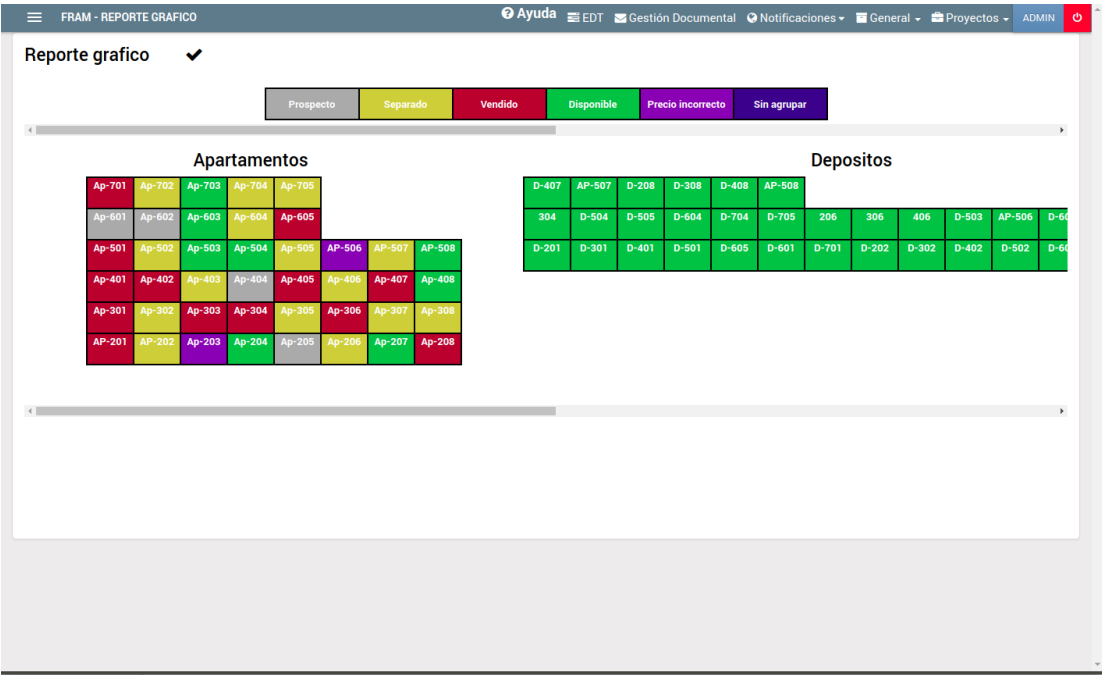 FRAM - REPORTE GRAFICO Ayuda EDT Gestión Documental Notificaciones General Proyectos ADMIN
Reporte grafico
Prospecto Separado Vendido Disponible Precio incorrecto Sin agrupar
Apartamentos
Ap-701 Ap-702 Ap-703 Ap-704 Ap-705
Ap-601 Ap-602 Ap-603 Ap-604 Ap-605
Ap-501 Ap-502 Ap-503 Ap-504 Ap-505 AP-506 AP-507 AP-508
Ap-401 Ap-402 Ap-403 Ap-404 Ap-405 Ap-406 Ap-407 Ap-408
Ap-301 Ap-302 Ap-303 Ap-304 Ap-305 Ap-306 Ap-307 Ap-308
AP-201 AP-202 Ap-203 Ap-204 Ap-205 Ap-206 Ap-207 Ap-208
Depositos
D-407 AP-507 D-208 D-308 D-408 AP-508
304 D-504 D-505 D-604 D-704 D-705 206 306 406 D-503 AP-506
D-201 D-301 D-401 D-501 D-605 D-601 D-701 D-202 D-302 D-402 D-502